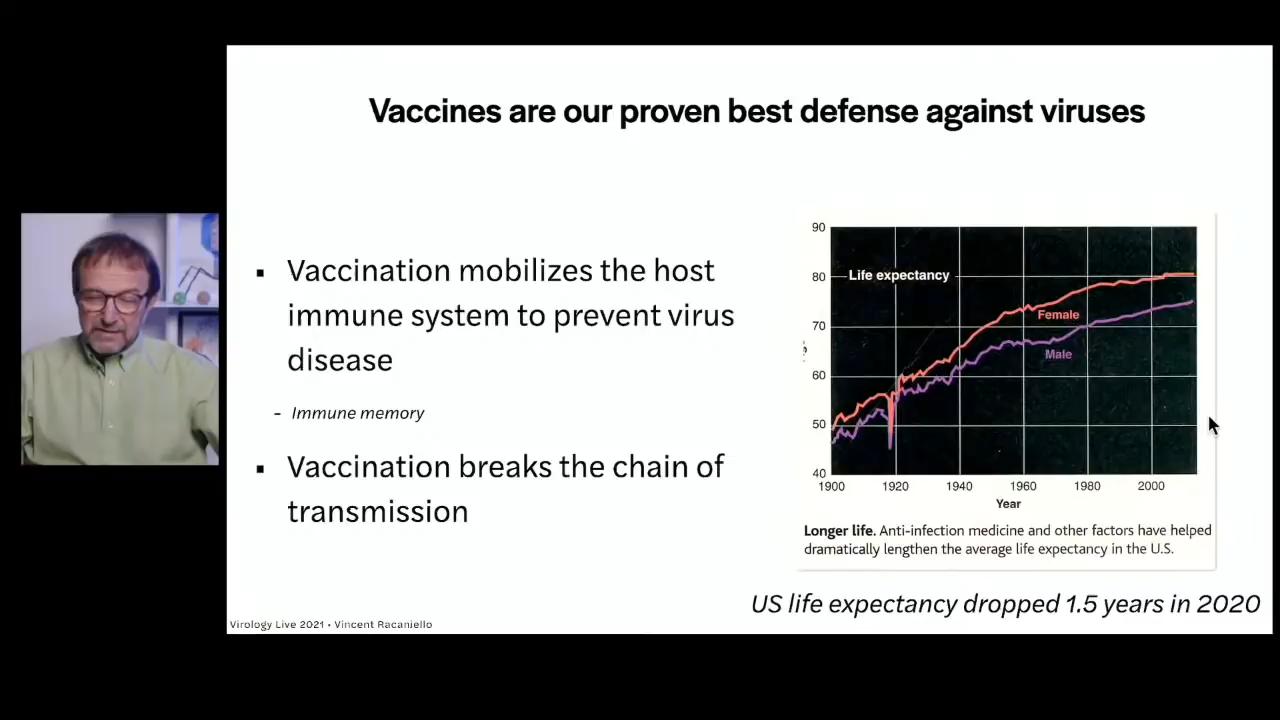 Vaccines are our proven best defense against viruses
Vaccination mobilizes the host
immune system to prevent virus
disease
- Immune memory
Vaccination breaks the chain of
transmission
90
80
70
60
50
40
Life expectancy
Female
Male
1900 1920 1940 1960 1980 2000
Year
Longer life. Anti-infection medicine and other factors have helped
dramatically lengthen the average life expectancy in the U.S.
US life expectancy dropped 1.5 years in 2020
Virology Live 2021 • Vincent Racaniello